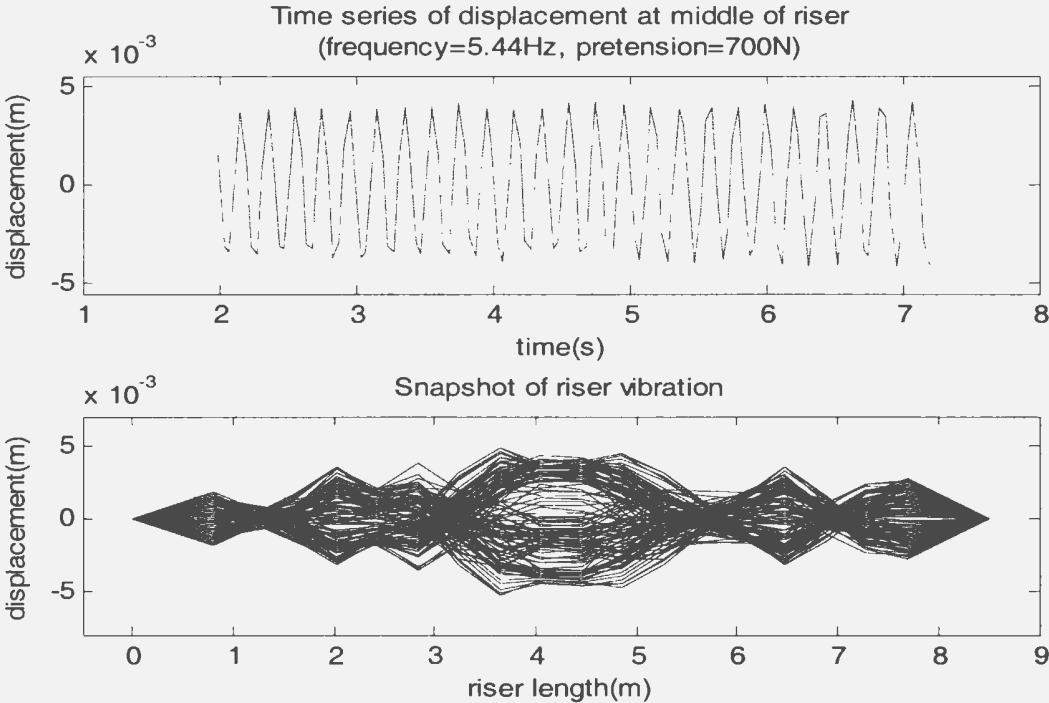 Time series of displacement at middle of riser
(frequency=5.44Hz, pretension=700N)
x 10^-3
5
0
-5
displacement(m)
1 2 3 4 5 6 7 8
time(s)
Snapshot of riser vibration
x 10^-3
5
0
-5
displacement(m)
0 1 2 3 4 5 6 7 8 9
riser length(m)